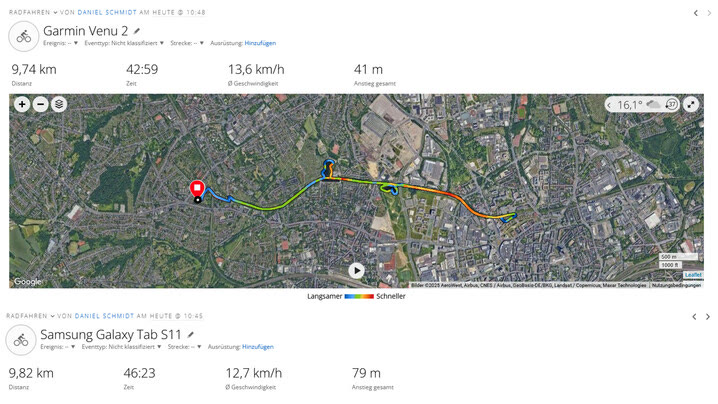 RADFAHREN VON DANIEL SCHMIDT AM HEUTE @ 10:48
Garmin Venu 2
Ereignis: -- Eventtyp: Nicht klassifiziert Strecke: -- Ausrüstung: Hinzufügen
9,74 km 42:59 13,6 km/h 41 m
Distanz Zeit Ø Geschwindigkeit Anstieg gesamt
16,1° 37
500 m
1000 ft
Leaflet
Google
Bilder ©2025 AeroWest, Airbus, CNES / Airbus, GeoBasis-DE/BKG, Landsat / Copernicus, Maxar Technologies | Nutzungsbedingungen
Langsamer Schneller
RADFAHREN VON DANIEL SCHMIDT AM HEUTE @ 10:45
Samsung Galaxy Tab S11
Ereignis: -- Eventtyp: Nicht klassifiziert Strecke: -- Ausrüstung: Hinzufügen
9,82 km 46:23 12,7 km/h 79 m
Distanz Zeit Ø Geschwindigkeit Anstieg gesamt